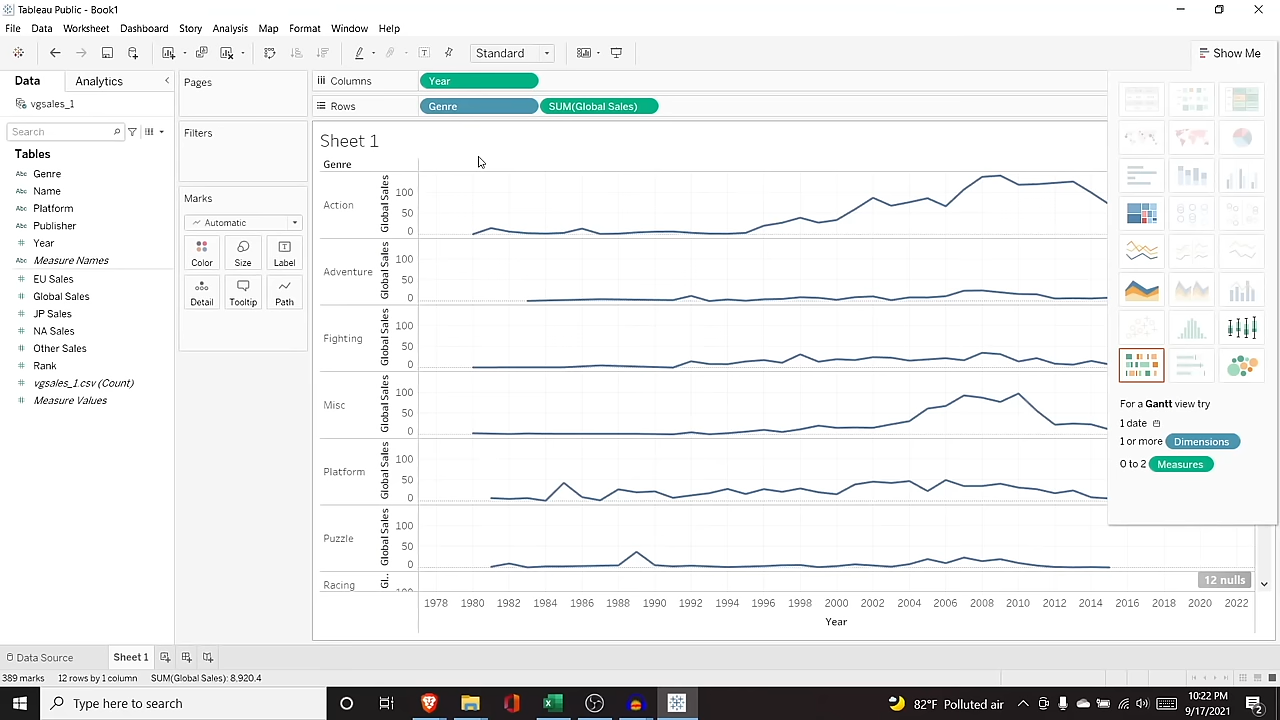 Tableau Public - Book1
File Data Worksheet Dashboard Story Analysis Map Format Window Help
Standard
Show Me
Data Analytics
vgsales_1
Search
Tables
Abc Genre
Abc Name
Abc Platform
Abc Publisher
# Year
Abc Measure Names
# EU Sales
# Global Sales
# JP Sales
# NA Sales
# Other Sales
# Rank
# vgsales_1.csv (Count)
# Measure Values
Pages
Filters
Marks
Automatic
Color Size Label
Detail Tooltip Path
Columns Year
Rows Genre SUM(Global Sales)
Sheet 1
Genre
Action Global Sales 100 50 0
Adventure Global Sales 100 50 0
Fighting Global Sales 100 50 0
Misc Global Sales 100 50 0
Platform Global Sales 100 50 0
Puzzle Global Sales 100 50 0
Racing Gl.. 100
12 nulls
1978 1980 1982 1984 1986 1988 1990 1992 1994 1996 1998 2000 2002 2004 2006 2008 2010 2012 2014 2016 2018 2020 2022
Year
For a Gantt view try
1 date
1 or more Dimensions
0 to 2 Measures
Data Source Sheet 1
389 marks 12 rows by 1 column SUM(Global Sales): 8,920.4
Type here to search
82°F Polluted air
10:22 PM
9/17/2021
2